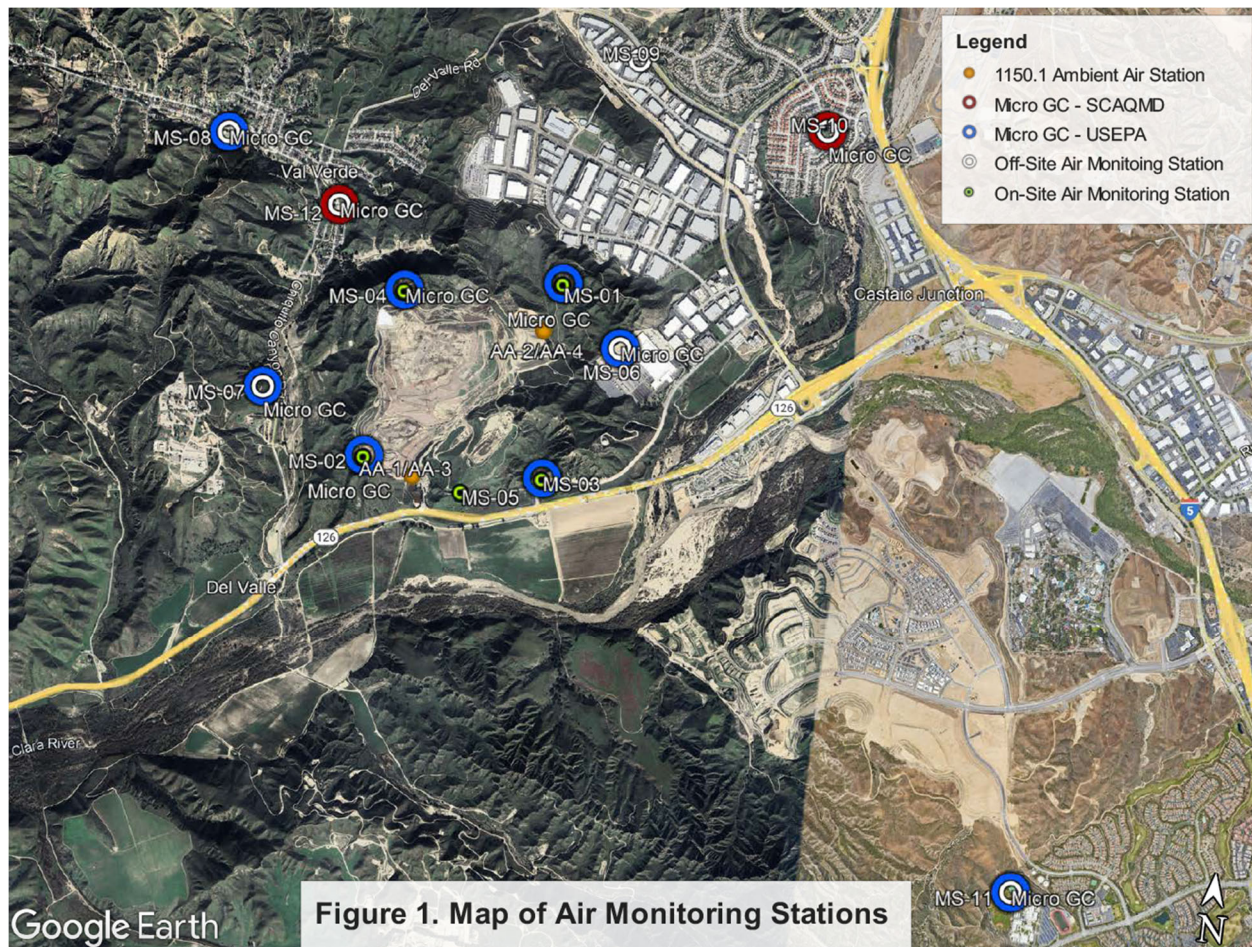 Legend
1150.1 Ambient Air Station
Micro GC - SCAQMD
Micro GC - USEPA
Off-Site Air Monitoing Station
On-Site Air Monitoring Station
MS-09
Del Valle Rd
MS-10
Micro GC
MS-08
Micro GC
Val Verde
MS-12
Micro GC
MS-04
Micro GC
MS-01
Micro GC
Castaic Junction
AA-2/AA-4
Micro GC
MS-06
MS-07
Micro GC
126
MS-02
AA-1/AA-3
Micro GC
MS-05
MS-03
5
126
Del Valle
Clara River
MS-11
Micro GC
Figure 1. Map of Air Monitoring Stations
Google Earth
N